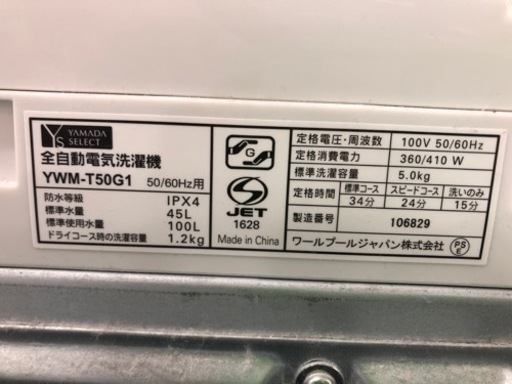 YS YAMADA SELECT
全自動電気洗濯機
YWM-T50G1 50/60Hz用
防水等級 IPX4
標準水量 45L
標準使用水量 100L
ドライコース時の洗濯容量 1.2kg
G
S
JET
1628
Made in China
定格電圧・周波数 100V 50/60Hz
定格消費電力 360/410 W
標準洗濯容量 5.0kg
定格時間 標準コース スピードコース 洗いのみ
34分 24分 15分
製造番号 106829
ワールプールジャパン株式会社
PS
E